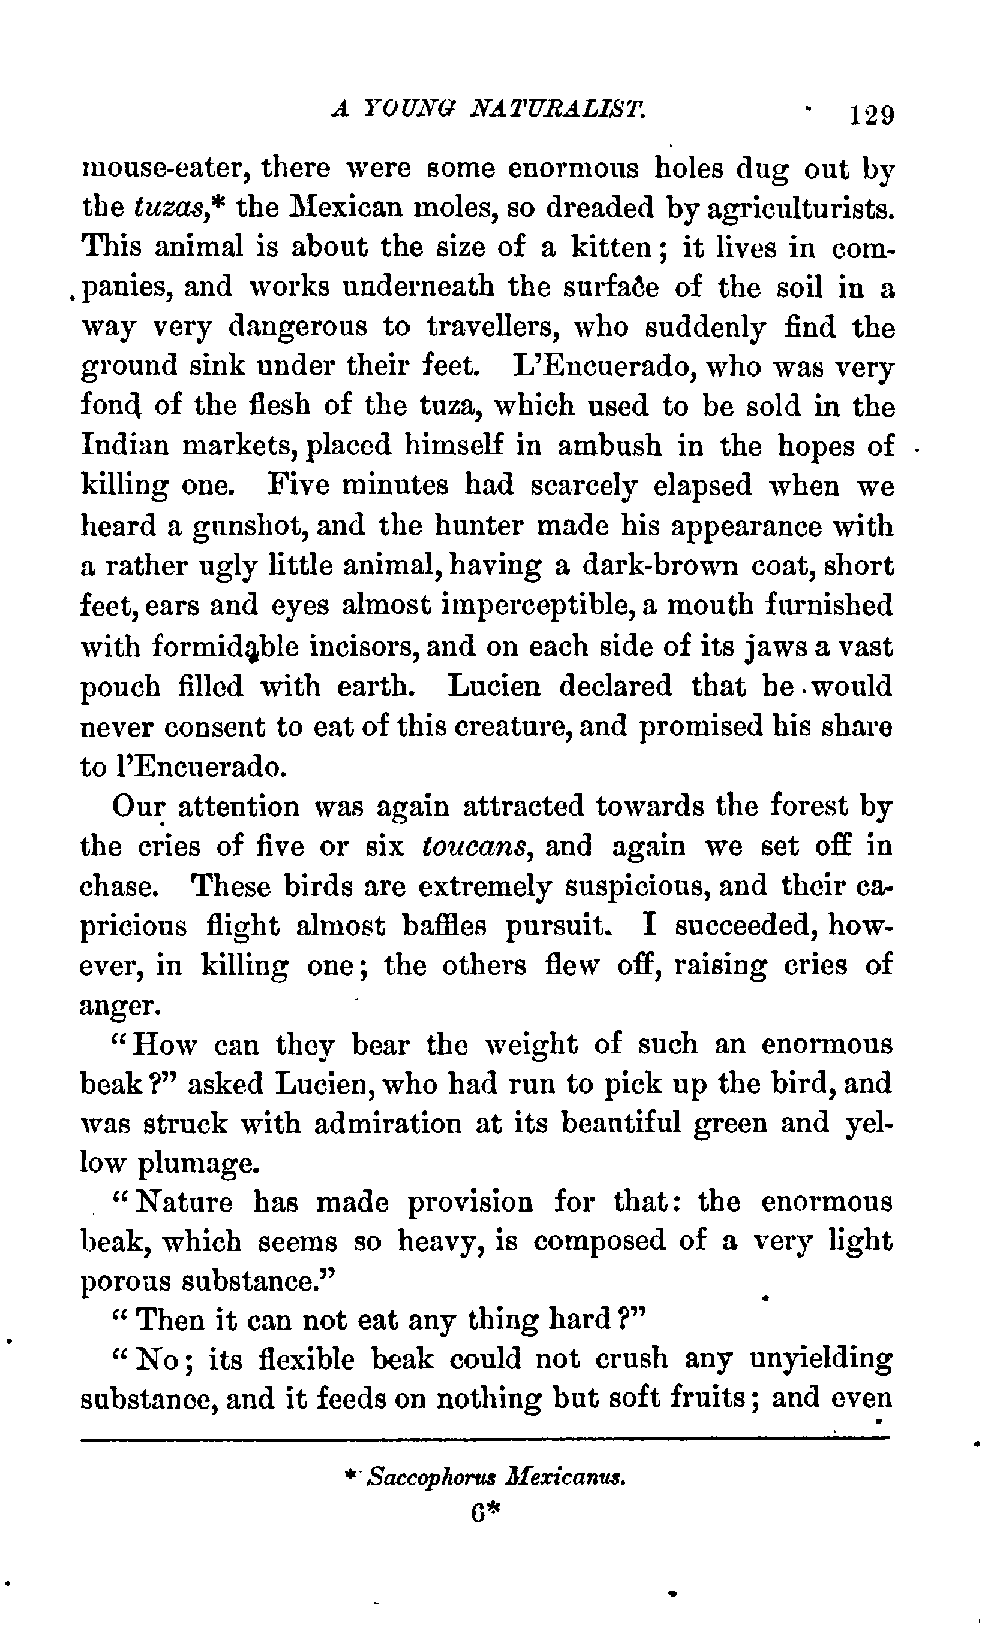 A YOUNG NATURALIST. 129
mouse-eater, there were some enormous holes dug out by
the tuzas,* the Mexican moles, so dreaded by agriculturists.
This animal is about the size of a kitten; it lives in com-
panies, and works underneath the surface of the soil in a
way very dangerous to travellers, who suddenly find the
ground sink under their feet. L'Encuerado, who was very
fond of the flesh of the tuza, which used to be sold in the
Indian markets, placed himself in ambush in the hopes of
killing one. Five minutes had scarcely elapsed when we
heard a gunshot, and the hunter made his appearance with
a rather ugly little animal, having a dark-brown coat, short
feet, ears and eyes almost imperceptible, a mouth furnished
with formidable incisors, and on each side of its jaws a vast
pouch filled with earth. Lucien declared that he would
never consent to eat of this creature, and promised his share
to l'Encuerado.
Our attention was again attracted towards the forest by
the cries of five or six toucans, and again we set off in
chase. These birds are extremely suspicious, and their ca-
pricious flight almost baffles pursuit. I succeeded, how-
ever, in killing one; the others flew off, raising cries of
anger.
"How can they bear the weight of such an enormous
beak?" asked Lucien, who had run to pick up the bird, and
was struck with admiration at its beautiful green and yel-
low plumage.
"Nature has made provision for that: the enormous
beak, which seems so heavy, is composed of a very light
porous substance."
"Then it can not eat any thing hard?"
"No; its flexible beak could not crush any unyielding
substance, and it feeds on nothing but soft fruits; and even
* Saccophorus Mexicanus.
6*